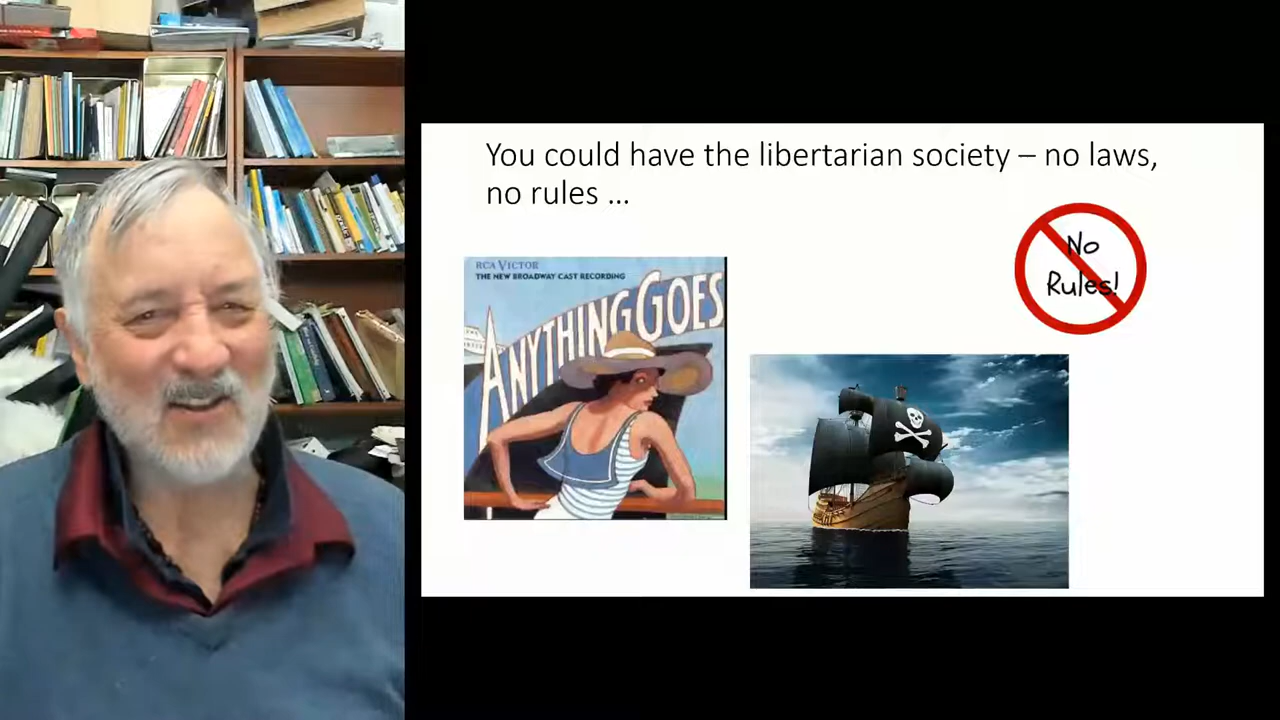 You could have the libertarian society – no laws,
no rules ...
No
Rules!
RCA VICTOR
THE NEW BROADWAY CAST RECORDING
ANYTHING GOES